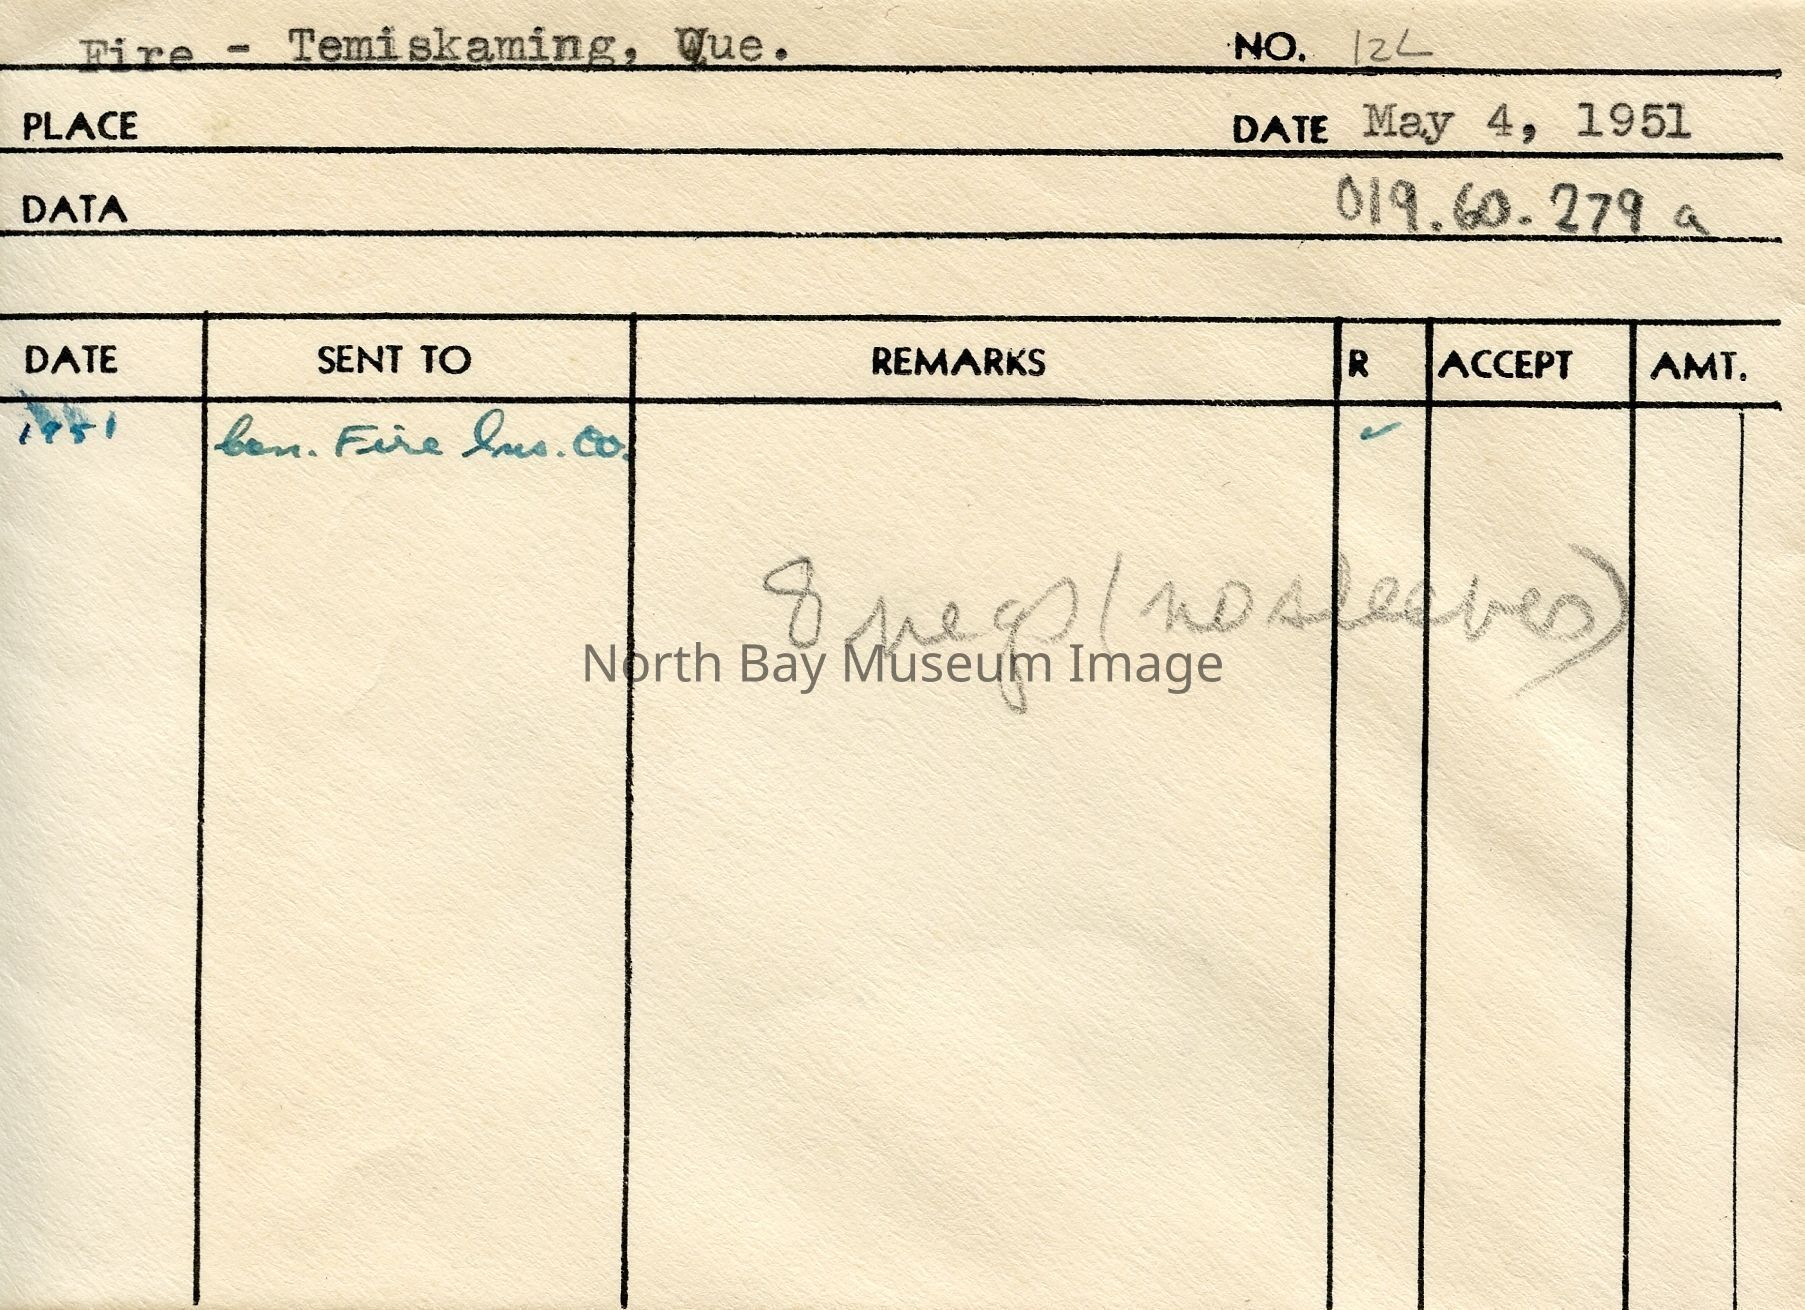 Fire - Temiskaming, Que. NO. 12L
PLACE DATE May 4, 1951
DATA 019.60.279 a
DATE SENT TO REMARKS R ACCEPT AMT.
1951 Can. Fire Ins. Co. ✓
8 negs (no sleeves)
North Bay Museum Image